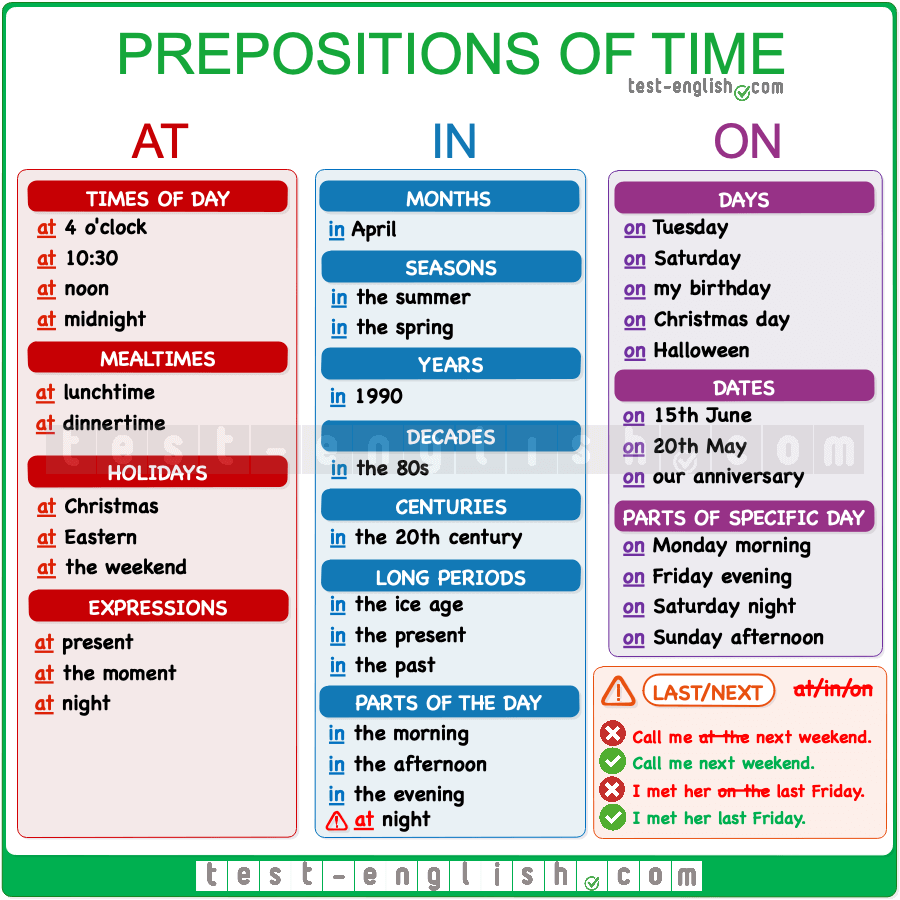 PREPOSITIONS OF TIME
test-english.com
AT
TIMES OF DAY
at 4 o'clock
at 10:30
at noon
at midnight
MEALTIMES
at lunchtime
at dinnertime
HOLIDAYS
at Christmas
at Eastern
at the weekend
EXPRESSIONS
at present
at the moment
at night
IN
MONTHS
in April
SEASONS
in the summer
in the spring
YEARS
in 1990
DECADES
in the 80s
CENTURIES
in the 20th century
LONG PERIODS
in the ice age
in the present
in the past
PARTS OF THE DAY
in the morning
in the afternoon
in the evening
at night
ON
DAYS
on Tuesday
on Saturday
on my birthday
on Christmas day
on Halloween
DATES
on 15th June
on 20th May
on our anniversary
PARTS OF SPECIFIC DAY
on Monday morning
on Friday evening
on Saturday night
on Sunday afternoon
LAST/NEXT at/in/on
Call me at the next weekend.
Call me next weekend.
I met her on the last Friday.
I met her last Friday.
test-english.com
test-english.com